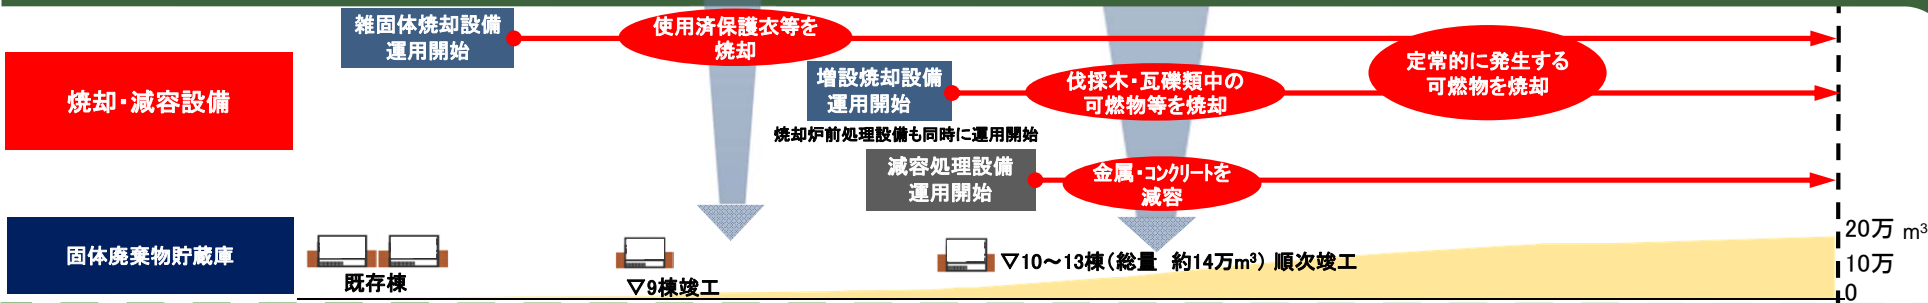 雑固体焼却設備
運用開始
使用済保護衣等を
焼却
焼却・減容設備
増設焼却設備
運用開始
伐採木・瓦礫類中の
可燃物等を焼却
定常的に発生する
可燃物を焼却
焼却炉前処理設備も同時に運用開始
減容処理設備
運用開始
金属・コンクリートを
減容
固体廃棄物貯蔵庫
既存棟
▽9棟竣工
▽10～13棟（総量 約14万m³） 順次竣工
20万 m³
10万
0